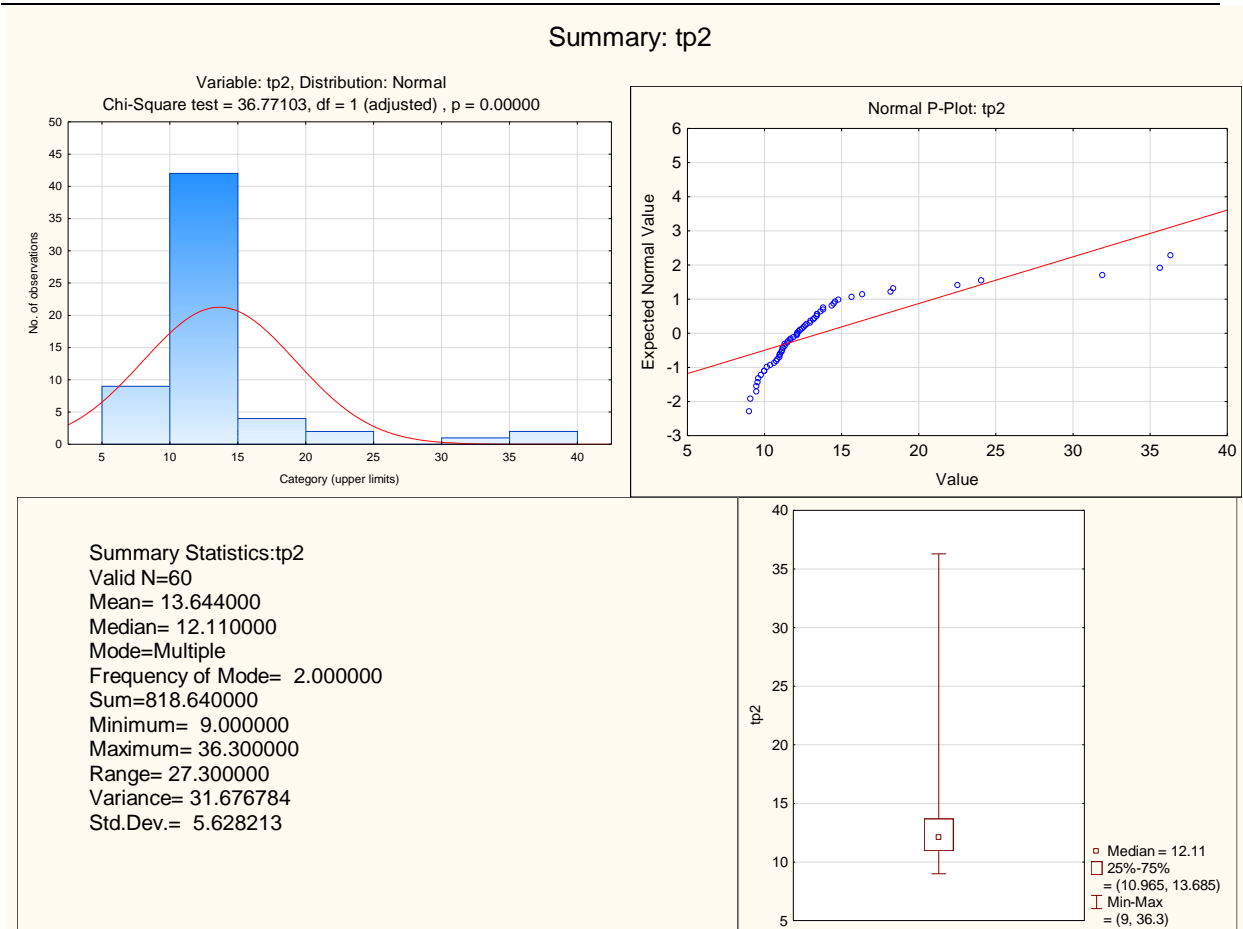 Summary: tp2
Variable: tp2, Distribution: Normal
Chi-Square test = 36.77103, df = 1 (adjusted) , p = 0.00000
50
45
40
35
30
25
20
15
10
5
0
No. of observations
5 10 15 20 25 30 35 40
Category (upper limits)
Normal P-Plot: tp2
6
5
4
3
2
1
0
-1
-2
-3
Expected Normal Value
5 10 15 20 25 30 35 40
Value
Summary Statistics:tp2
Valid N=60
Mean= 13.644000
Median= 12.110000
Mode=Multiple
Frequency of Mode= 2.000000
Sum=818.640000
Minimum= 9.000000
Maximum= 36.300000
Range= 27.300000
Variance= 31.676784
Std.Dev.= 5.628213
40
35
30
25
20
15
10
5
tp2
Median = 12.11
25%-75%
= (10.965, 13.685)
Min-Max
= (9, 36.3)